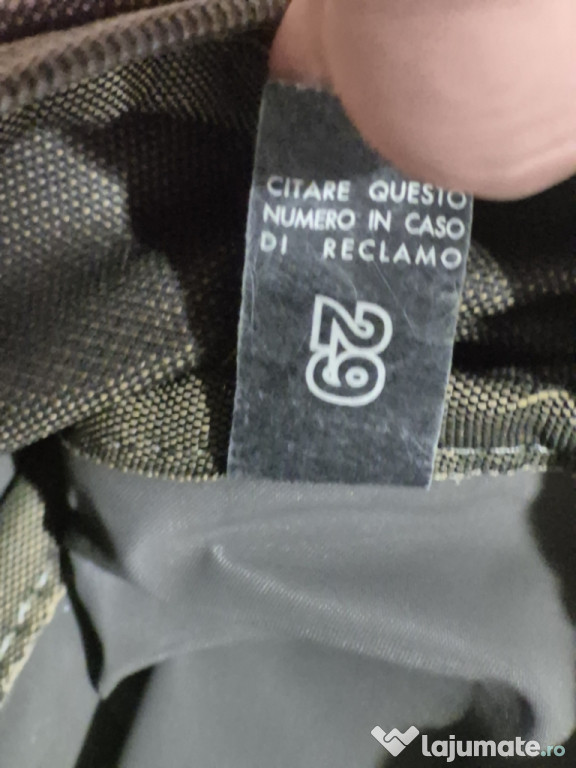 CITARE QUESTO
NUMERO IN CASO
DI RECLAMO
29
lajumate.ro